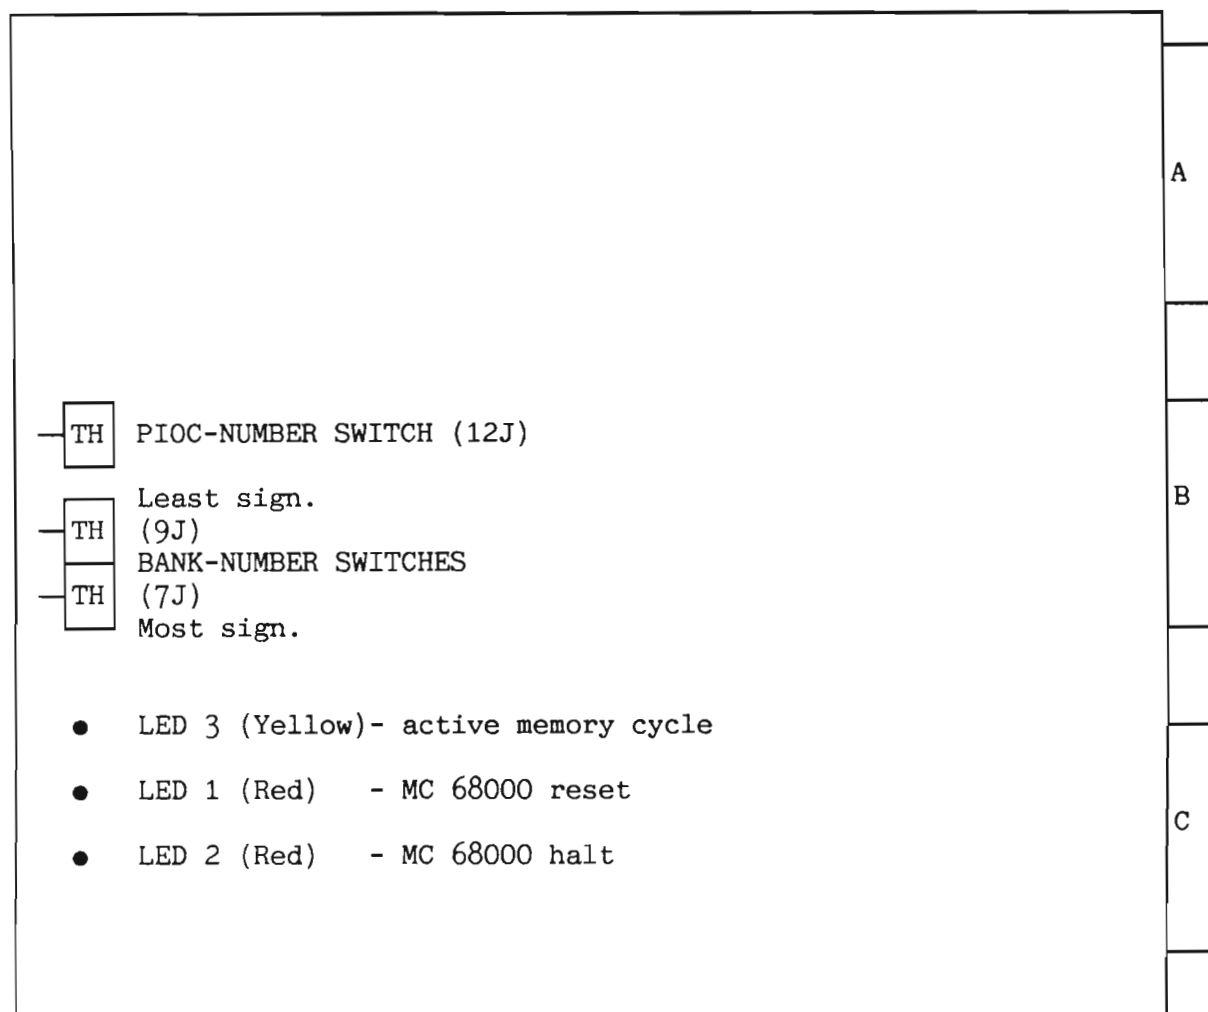 A
TH PIOC-NUMBER SWITCH (12J)
Least sign.
B
TH (9J)
BANK-NUMBER SWITCHES
TH (7J)
Most sign.
LED 3 (Yellow)- active memory cycle
LED 1 (Red) - MC 68000 reset
C
LED 2 (Red) - MC 68000 halt